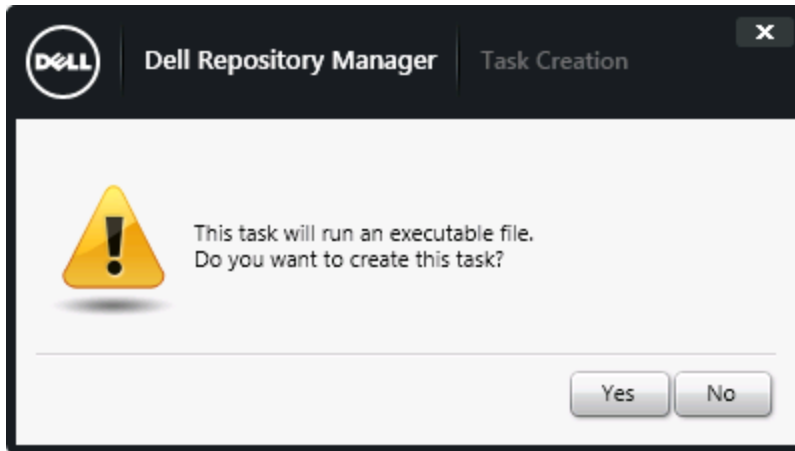 DELL
Dell Repository Manager
Task Creation
This task will run an executable file.
Do you want to create this task?
Yes
No